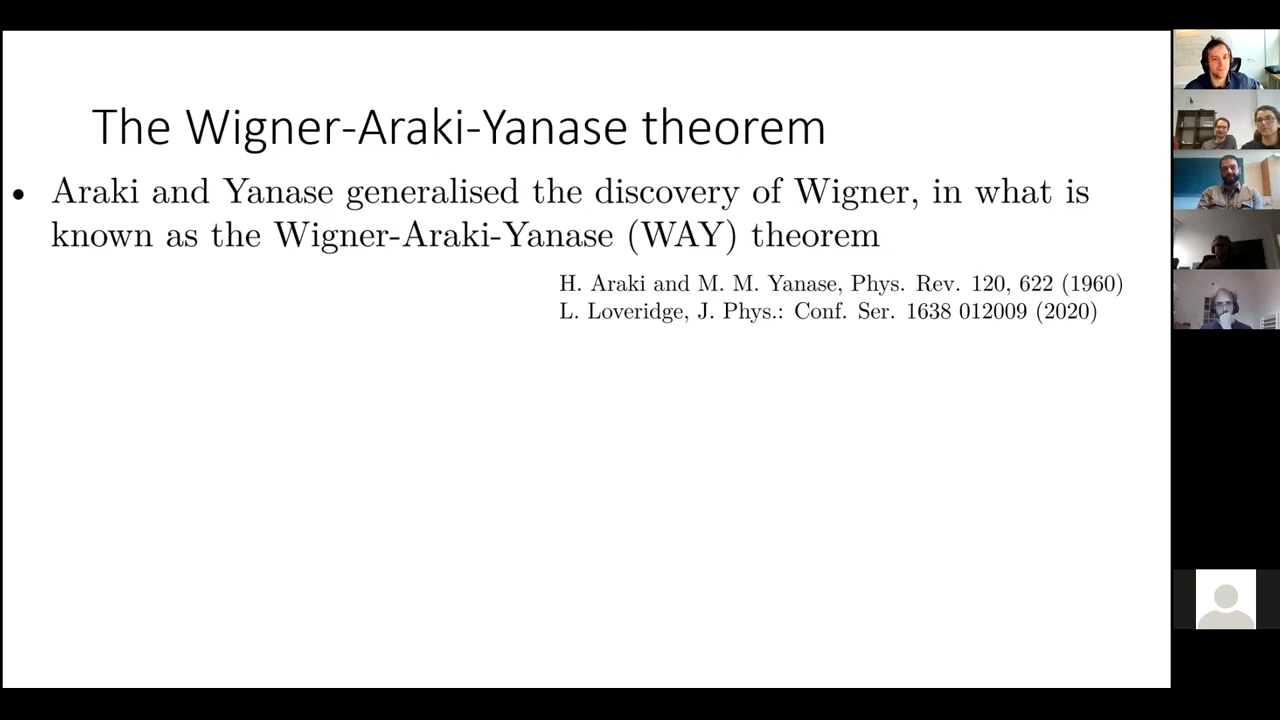 The Wigner-Araki-Yanase theorem
• Araki and Yanase generalised the discovery of Wigner, in what is
known as the Wigner-Araki-Yanase (WAY) theorem
H. Araki and M. M. Yanase, Phys. Rev. 120, 622 (1960)
L. Loveridge, J. Phys.: Conf. Ser. 1638 012009 (2020)